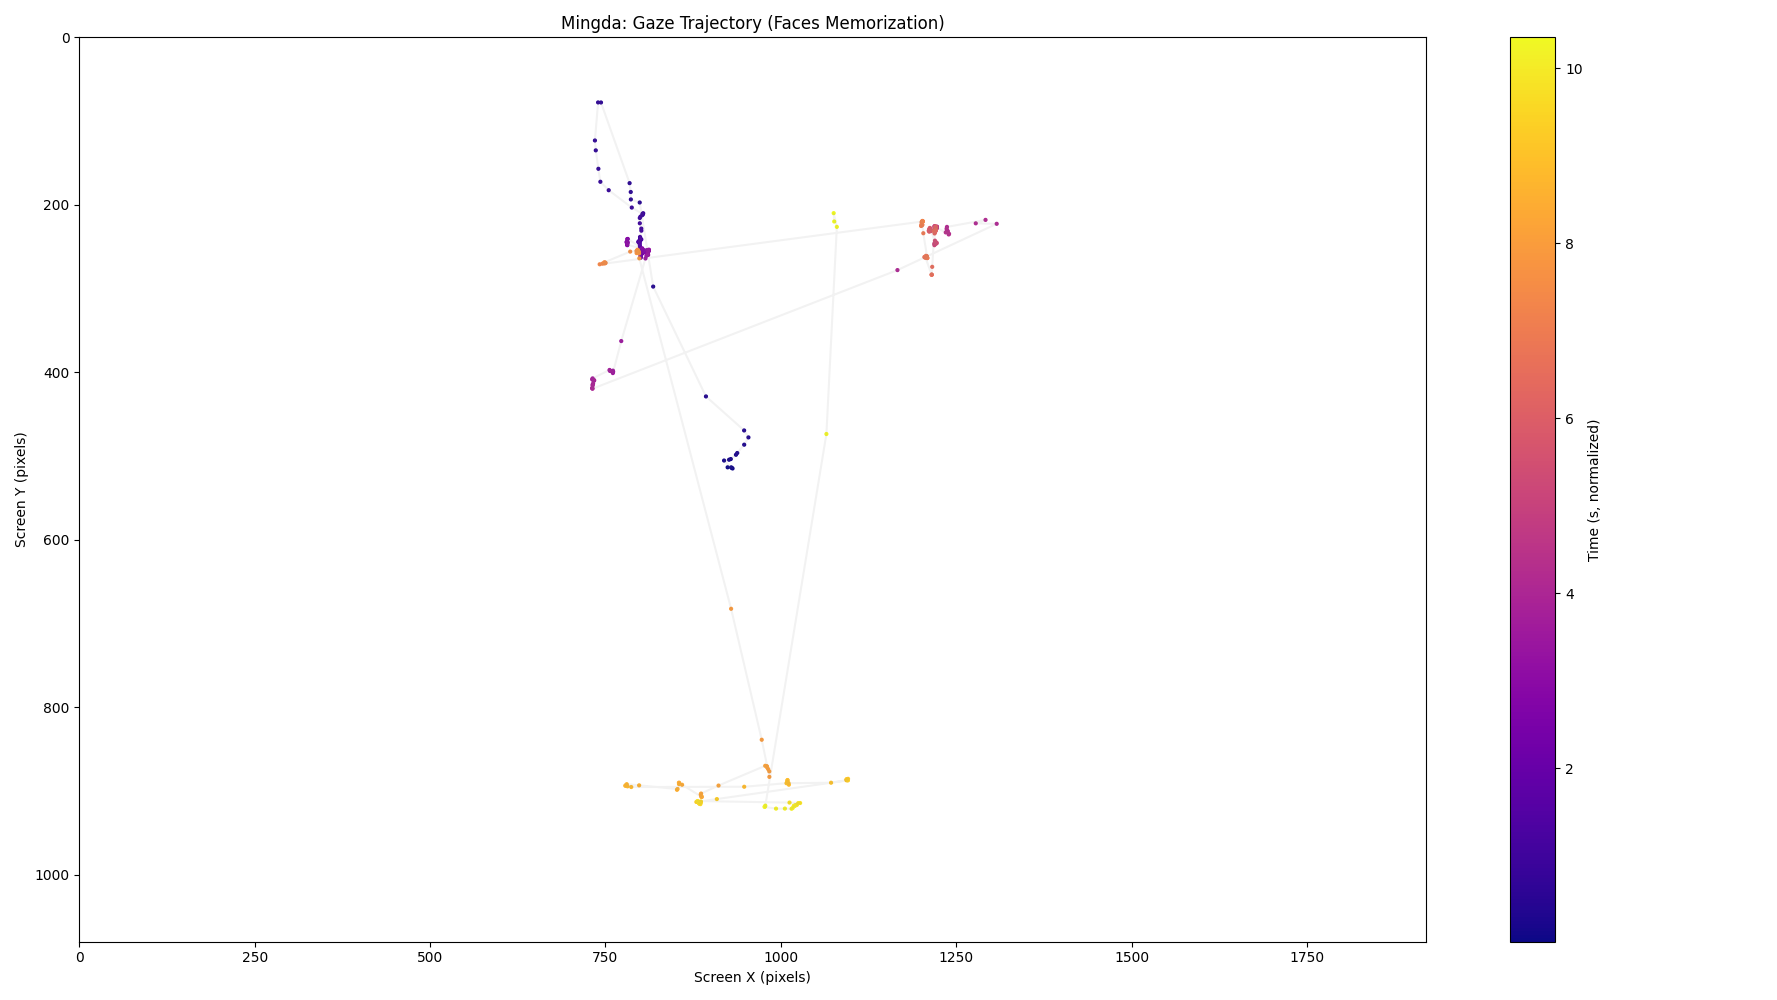 Mingda: Gaze Trajectory (Faces Memorization)
0
200
400
600
800
1000
Screen Y (pixels)
0 250 500 750 1000 1250 1500 1750
Screen X (pixels)
10
8
6
4
2
Time (s, normalized)